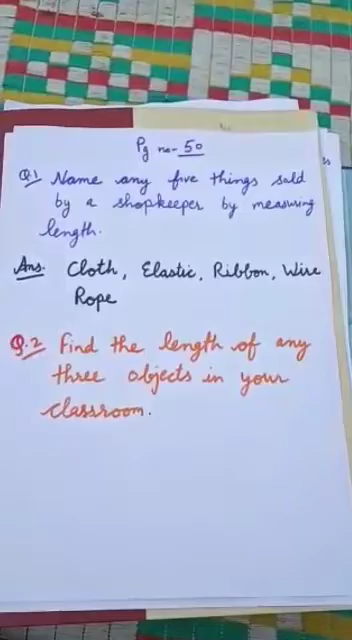 Pg no- 50
Q1 Name any five things sold
by a shopkeeper by measuring
length.
Ans. Cloth, Elastic, Ribbon, Wire
Rope
Q.2 Find the length of any
three objects in your
classroom.